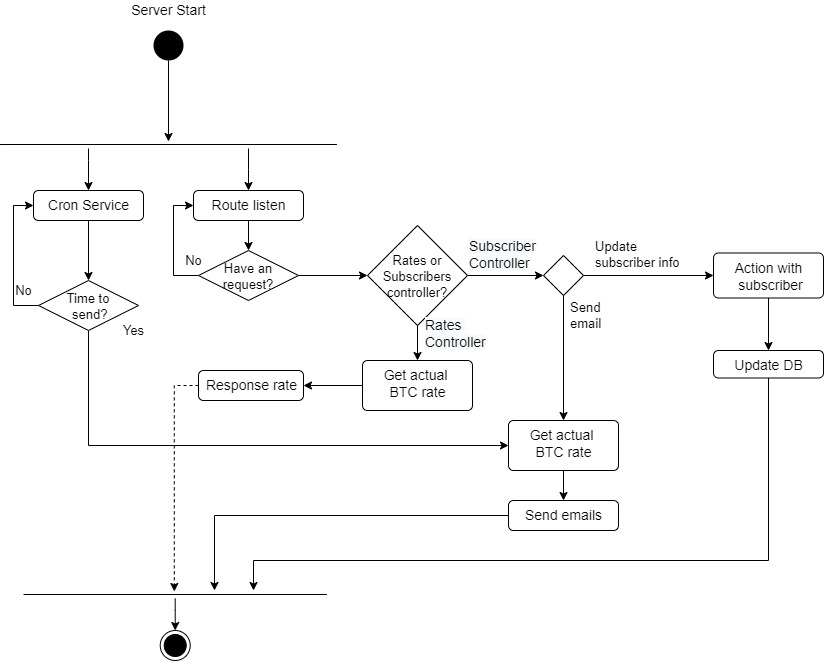 Server Start
Cron Service
Route listen
No
Have an
request?
Rates or
Subscribers
controller?
Subscriber
Controller
Update
subscriber info
Action with
subscriber
No
Time to
send?
Yes
Send
email
Rates
Controller
Response rate
Get actual
BTC rate
Update DB
Get actual
BTC rate
Send emails